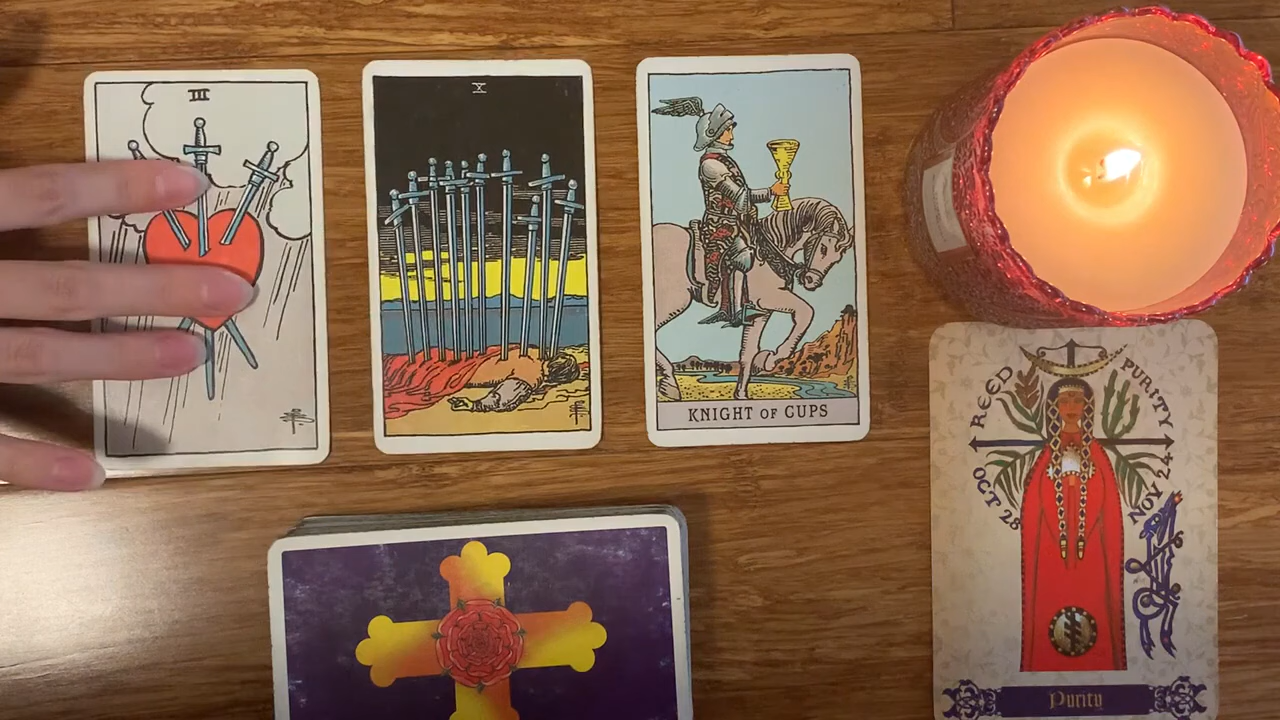 III
X
KNIGHT OF CUPS
REED
PURITY
OCT 28
NOV 24
Purity